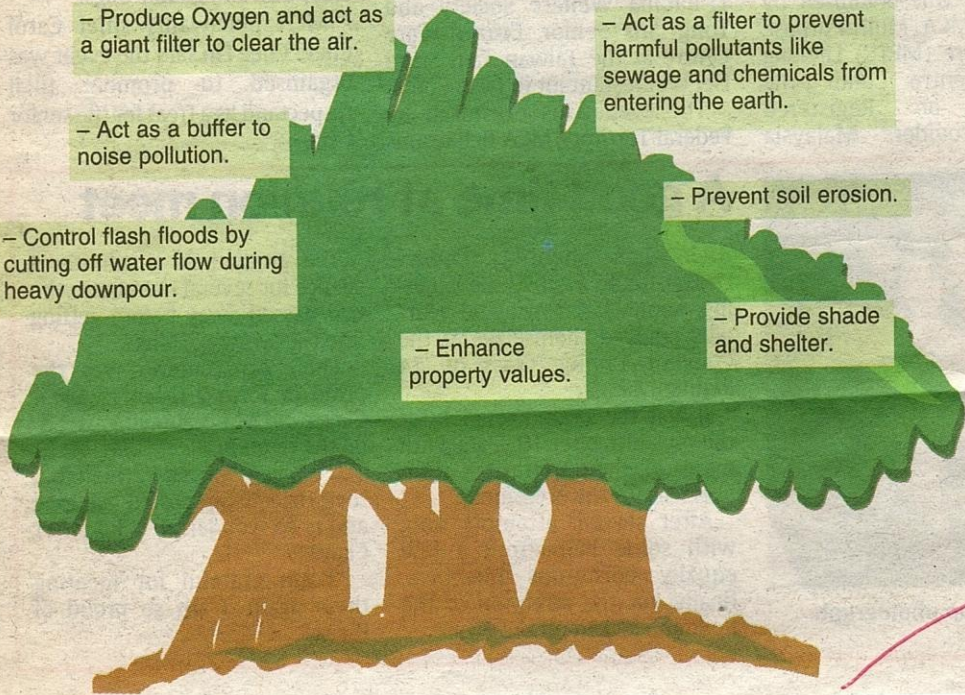 – Produce Oxygen and act as
a giant filter to clear the air.
– Act as a filter to prevent
harmful pollutants like
sewage and chemicals from
entering the earth.
– Act as a buffer to
noise pollution.
– Prevent soil erosion.
– Control flash floods by
cutting off water flow during
heavy downpour.
– Provide shade
and shelter.
– Enhance
property values.